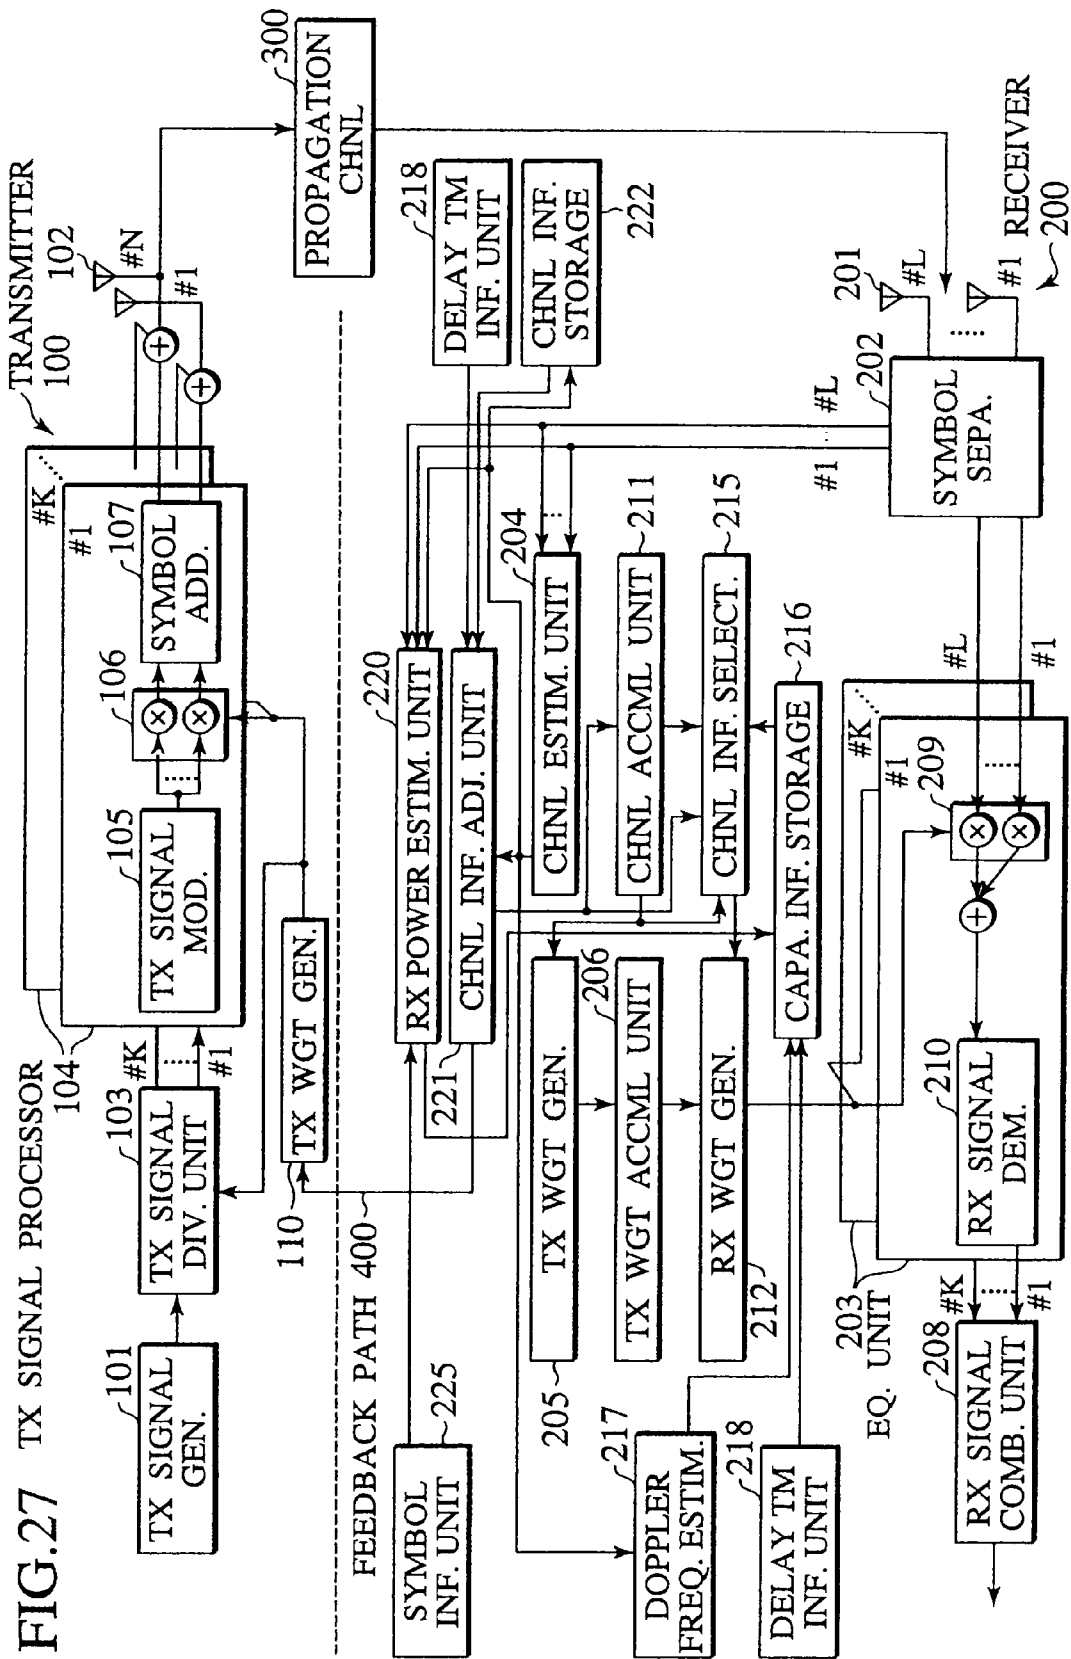 FIG.27
TX SIGNAL PROCESSOR
TRANSMITTER
100
104
101
TX SIGNAL
GEN.
103
TX SIGNAL
DIV. UNIT
#K
#1
105
TX SIGNAL
MOD.
106
107
SYMBOL
ADD.
#K
#1
102
#N
#1
110
TX WGT GEN.
300
PROPAGATION
CHNL
FEEDBACK PATH 400
225
SYMBOL
INF. UNIT
220
RX POWER ESTIM. UNIT
221
CHNL INF. ADJ. UNIT
218
DELAY TM
INF. UNIT
222
CHNL INF.
STORAGE
204
CHNL ESTIM. UNIT
205
TX WGT GEN.
206
TX WGT ACCML UNIT
211
CHNL ACCML UNIT
212
RX WGT GEN.
215
CHNL INF. SELECT.
216
CAPA. INF. STORAGE
217
DOPPLER
FREQ. ESTIM.
218
DELAY TM
INF. UNIT
#L
#1
202
SYMBOL
SEPA.
201
#L
#1
RECEIVER
200
#L
#1
203
EQ. UNIT
#K
#1
209
210
RX SIGNAL
DEM.
#K
#1
208
RX SIGNAL
COMB. UNIT